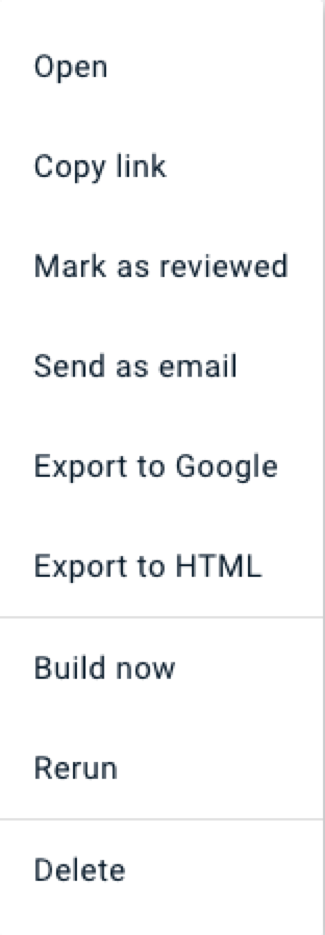 Open
Copy link
Mark as reviewed
Send as email
Export to Google
Export to HTML
Build now
Rerun
Delete